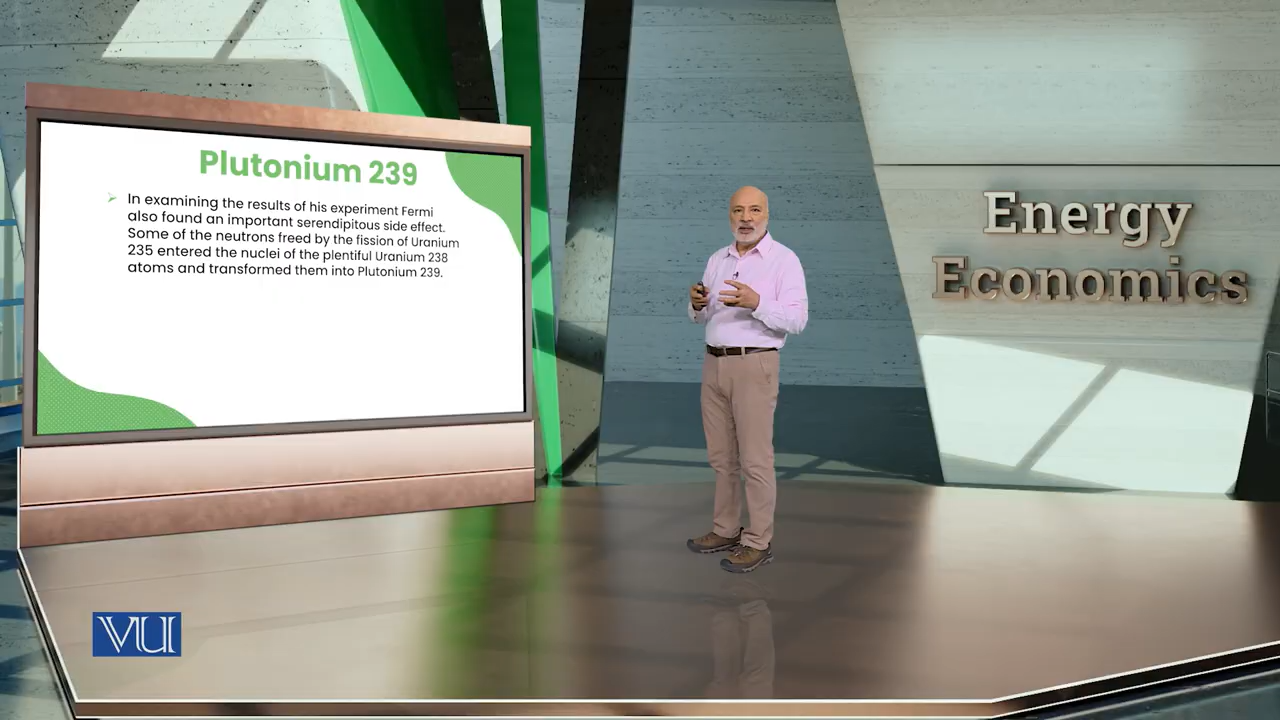 Plutonium 239
In examining the results of his experiment Fermi
also found an important serendipitous side effect.
Some of the neutrons freed by the fission of Uranium
235 entered the nuclei of the plentiful Uranium 238
atoms and transformed them into Plutonium 239.
Energy
Economics
VU